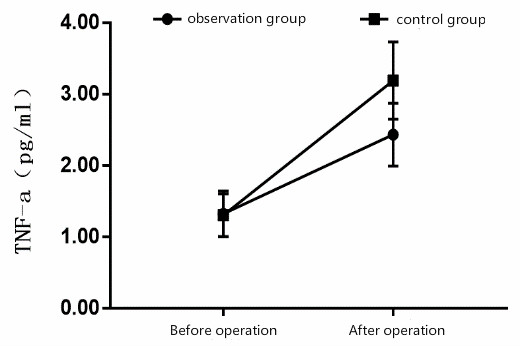 observation group
control group
4.00
3.00
2.00
1.00
0.00
TNF-a (pg/ml)
Before operation
After operation